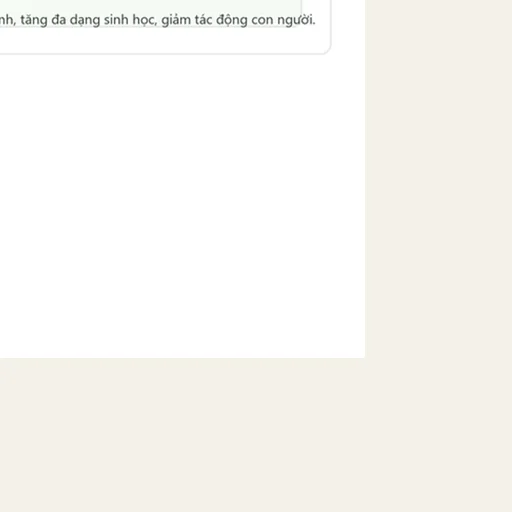 nh, tăng đa dạng sinh học, giảm tác động con người.